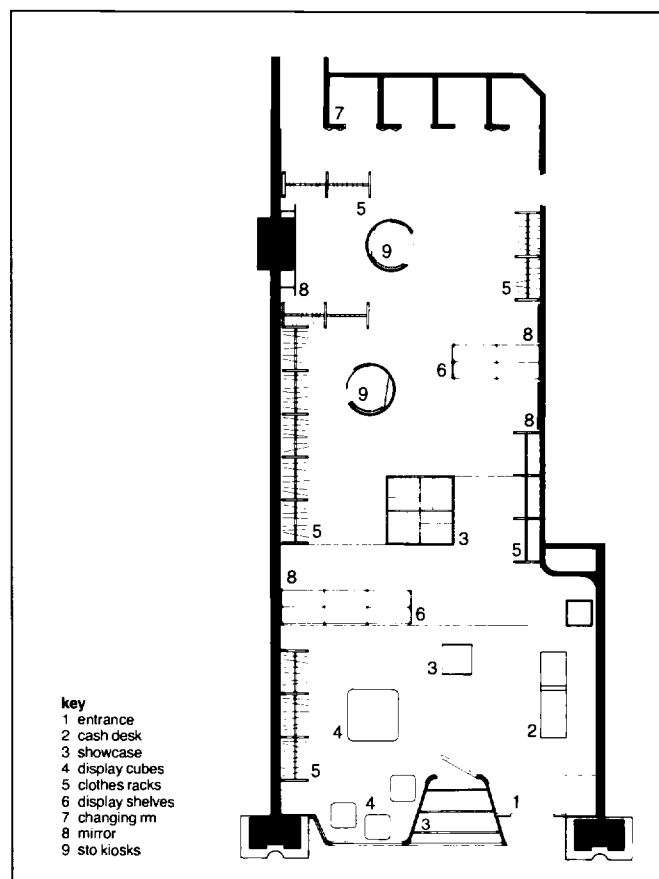 7
5
9
5
8
8
6
9
8
3
5
5
8
6
3
4
2
5
4
1
3
key
1 entrance
2 cash desk
3 showcase
4 display cubes
5 clothes racks
6 display shelves
7 changing rm
8 mirror
9 sto kiosks